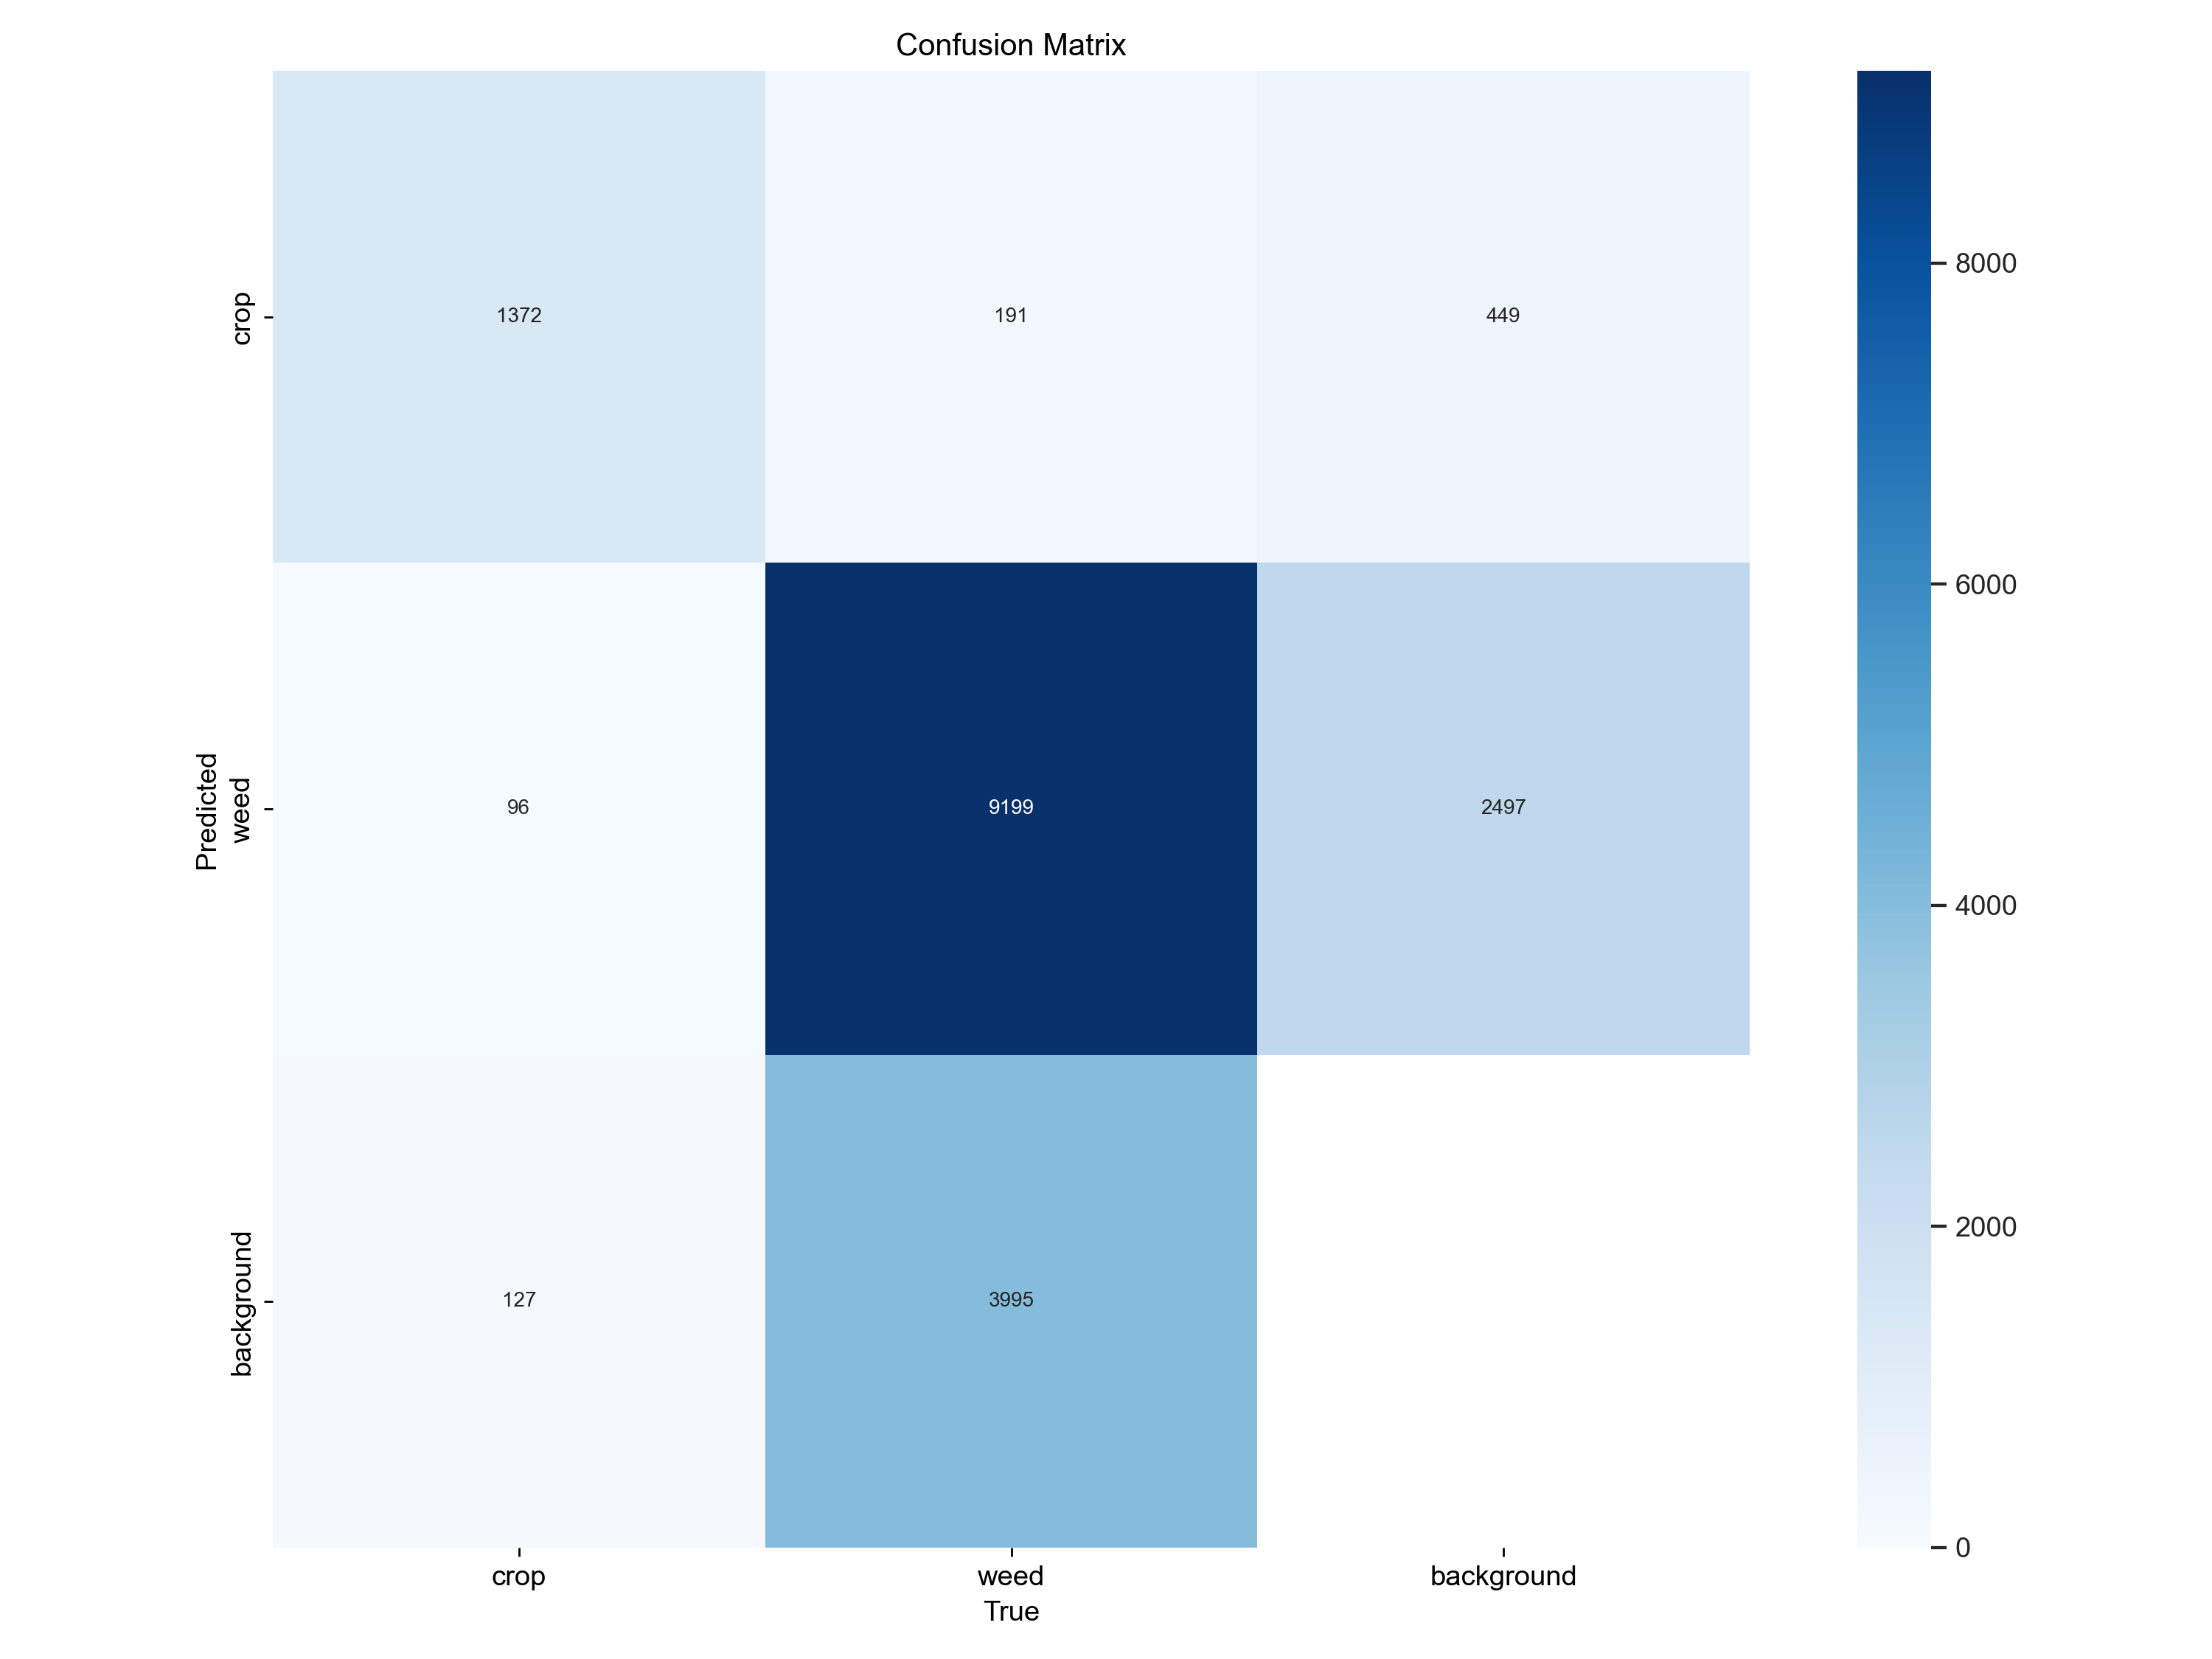 Confusion Matrix
crop
1372
191
449
Predicted
weed
96
9199
2497
background
127
3995
crop
weed
background
True
8000
6000
4000
2000
0